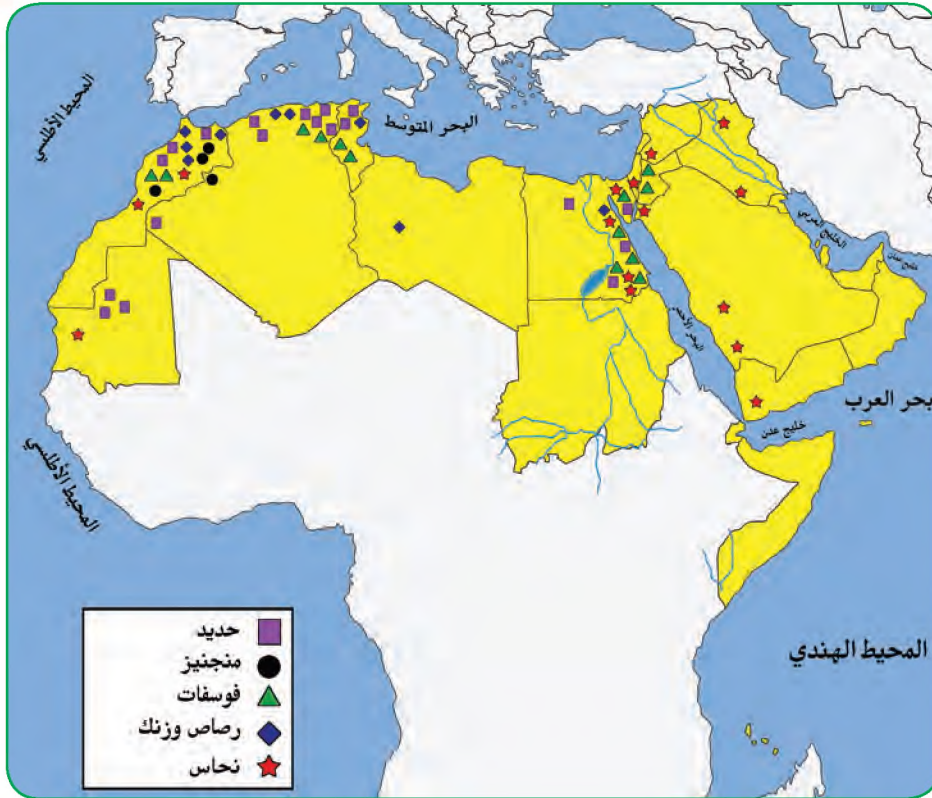 المحيط الأطلسي
البحر المتوسط
الخليج العربي
خليج عمان
البحر الأحمر
بحر العرب
خليج عدن
المحيط الأطلسي
المحيط الهندي
حديد
منجنيز
فوسفات
رصاص وزنك
نحاس